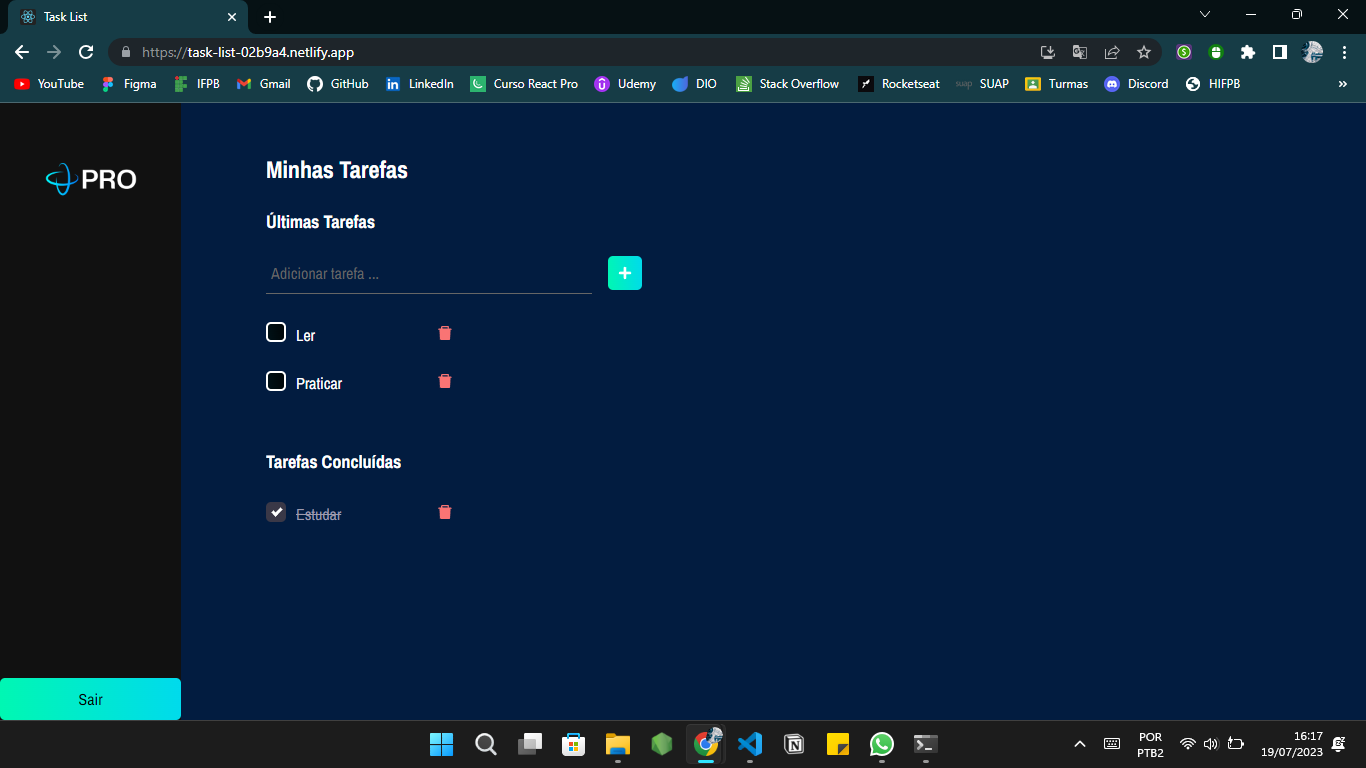 Task List
https://task-list-02b9a4.netlify.app
YouTube Figma IFPB Gmail GitHub LinkedIn Curso React Pro Udemy DIO Stack Overflow Rocketseat suap SUAP Turmas Discord HIFPB »
PRO
Minhas Tarefas
Últimas Tarefas
Adicionar tarefa ...
Ler
Praticar
Tarefas Concluídas
Estudar
Sair
POR
PTB2
16:17
19/07/2023